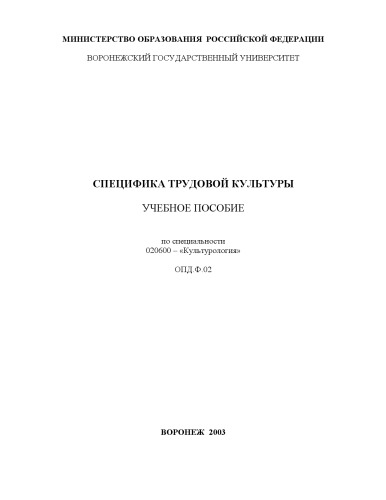 МИНИСТЕРСТВО ОБРАЗОВАНИЯ РОССИЙСКОЙ ФЕДЕРАЦИИ
ВОРОНЕЖСКИЙ ГОСУДАРСТВЕННЫЙ УНИВЕРСИТЕТ
СПЕЦИФИКА ТРУДОВОЙ КУЛЬТУРЫ
УЧЕБНОЕ ПОСОБИЕ
по специальности
020600 – «Культурология»
ОПД.Ф.02
ВОРОНЕЖ 2003